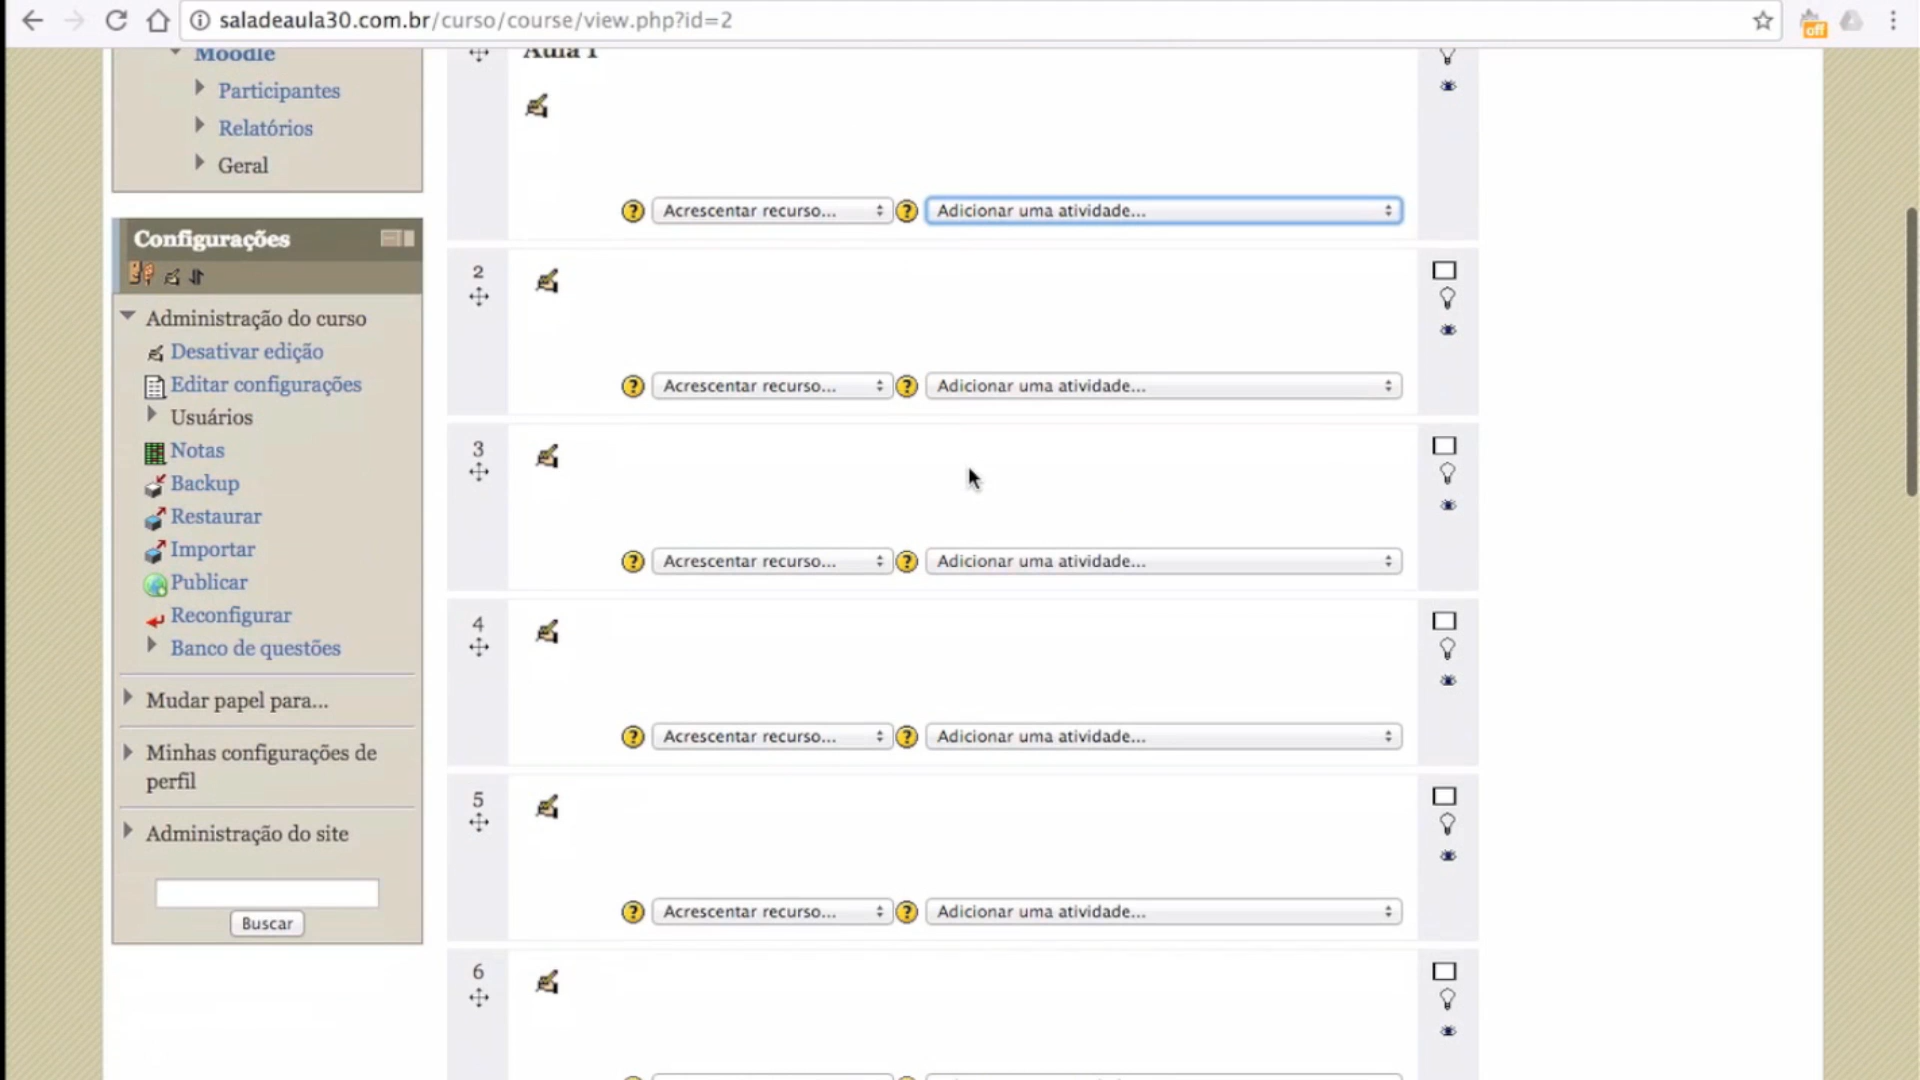 saladeaula30.com.br/curso/course/view.php?id=2
off
Moodle
Participantes
Relatórios
Geral
Configurações
Administração do curso
Desativar edição
Editar configurações
Usuários
Notas
Backup
Restaurar
Importar
Publicar
Reconfigurar
Banco de questões
Mudar papel para...
Minhas configurações de
perfil
Administração do site
Buscar
Aula 1
? Acrescentar recurso... ? Adicionar uma atividade...
2
? Acrescentar recurso... ? Adicionar uma atividade...
3
? Acrescentar recurso... ? Adicionar uma atividade...
4
? Acrescentar recurso... ? Adicionar uma atividade...
5
? Acrescentar recurso... ? Adicionar uma atividade...
6